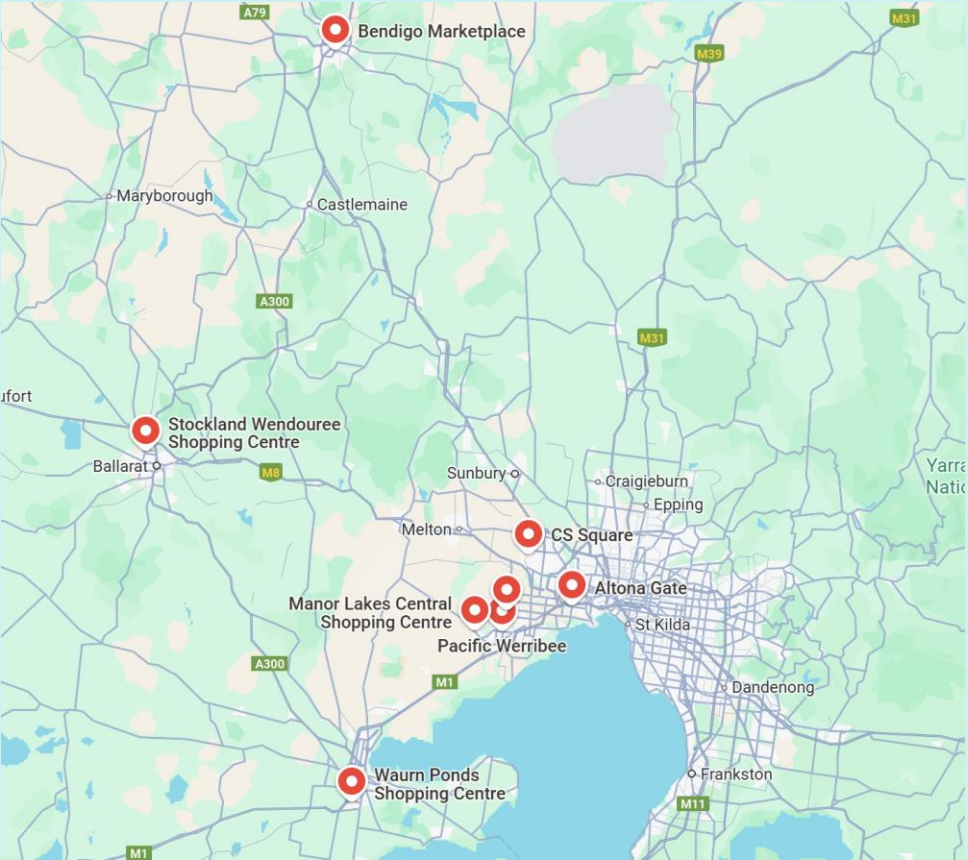 A79
M31
Bendigo Marketplace
M39
Maryborough
Castlemaine
A300
M31
ufort
Stockland Wendouree
Shopping Centre
Ballarat
M8
Sunbury
Craigieburn
Epping
Yarra
Natio
Melton
CS Square
Altona Gate
Manor Lakes Central
Shopping Centre
St Kilda
Pacific Werribee
A300
M1
Dandenong
Waurn Ponds
Shopping Centre
Frankston
M11
M1